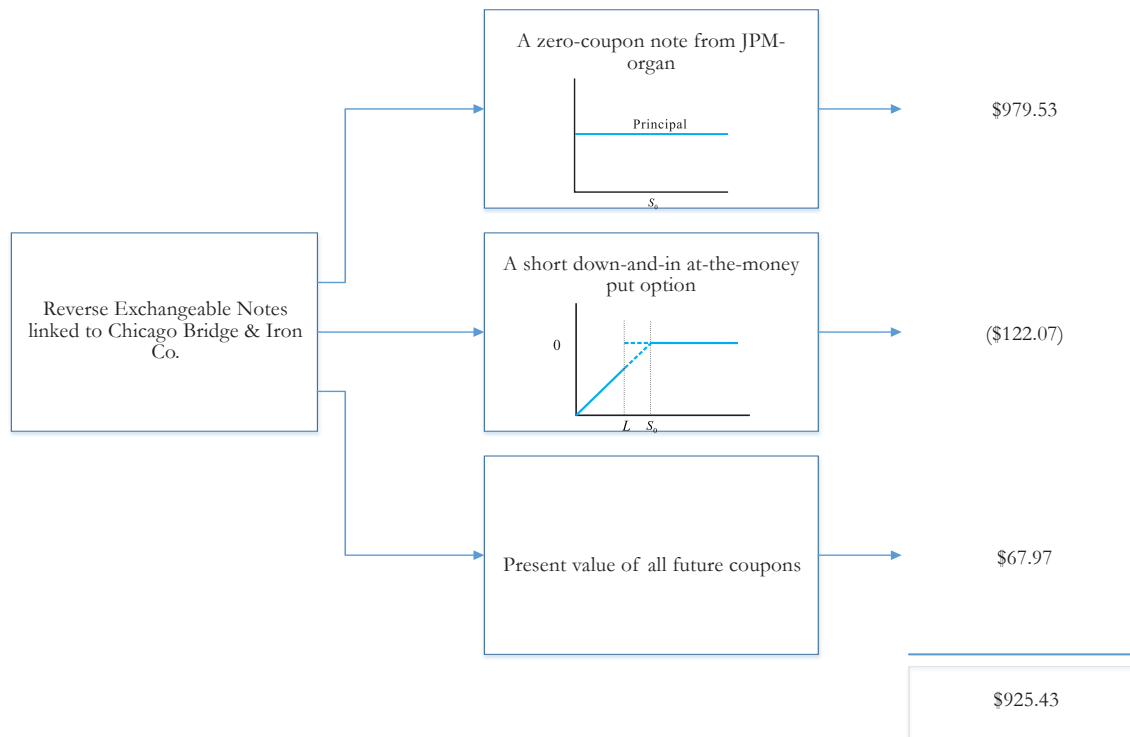 A zero-coupon note from JPM-
organ
Principal
S₀
$979.53
Reverse Exchangeable Notes
linked to Chicago Bridge & Iron
Co.
A short down-and-in at-the-money
put option
0
L S₀
($122.07)
Present value of all future coupons
$67.97
$925.43